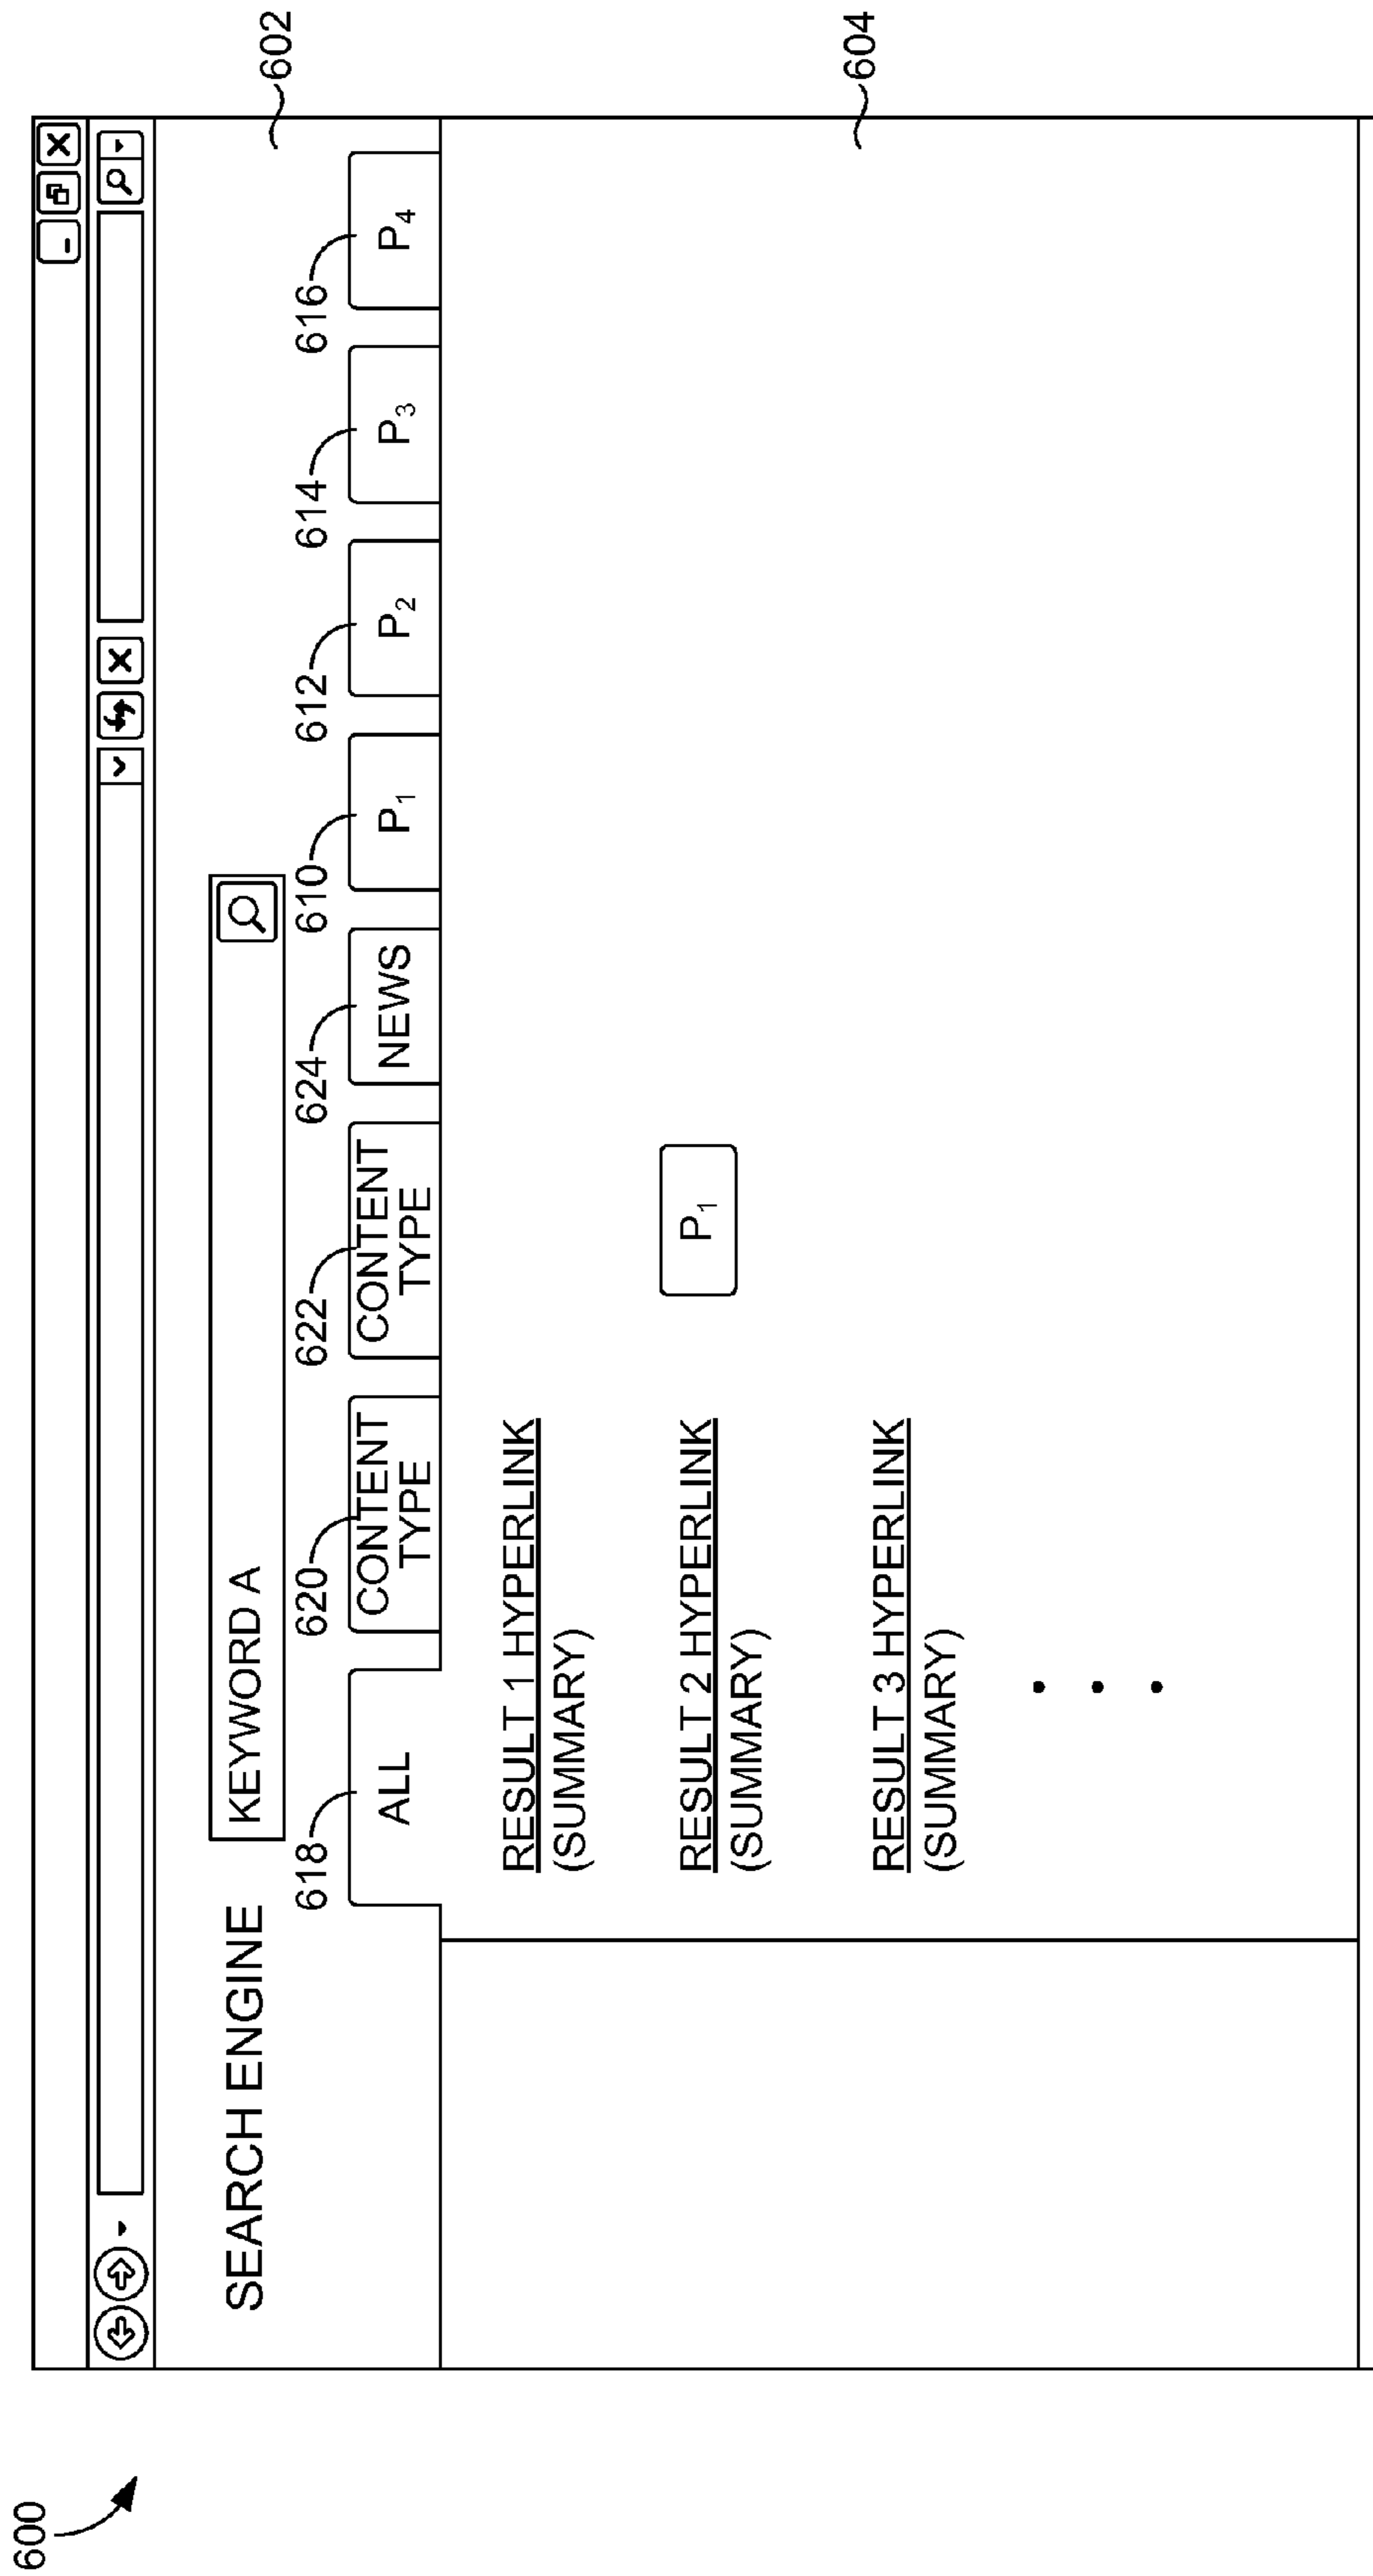 600
602
SEARCH ENGINE
KEYWORD A
618
620
622
624
610
612
614
616
ALL
CONTENT
TYPE
CONTENT
TYPE
NEWS
P1
P2
P3
P4
604
RESULT 1 HYPERLINK
(SUMMARY)
RESULT 2 HYPERLINK
(SUMMARY)
P1
RESULT 3 HYPERLINK
(SUMMARY)